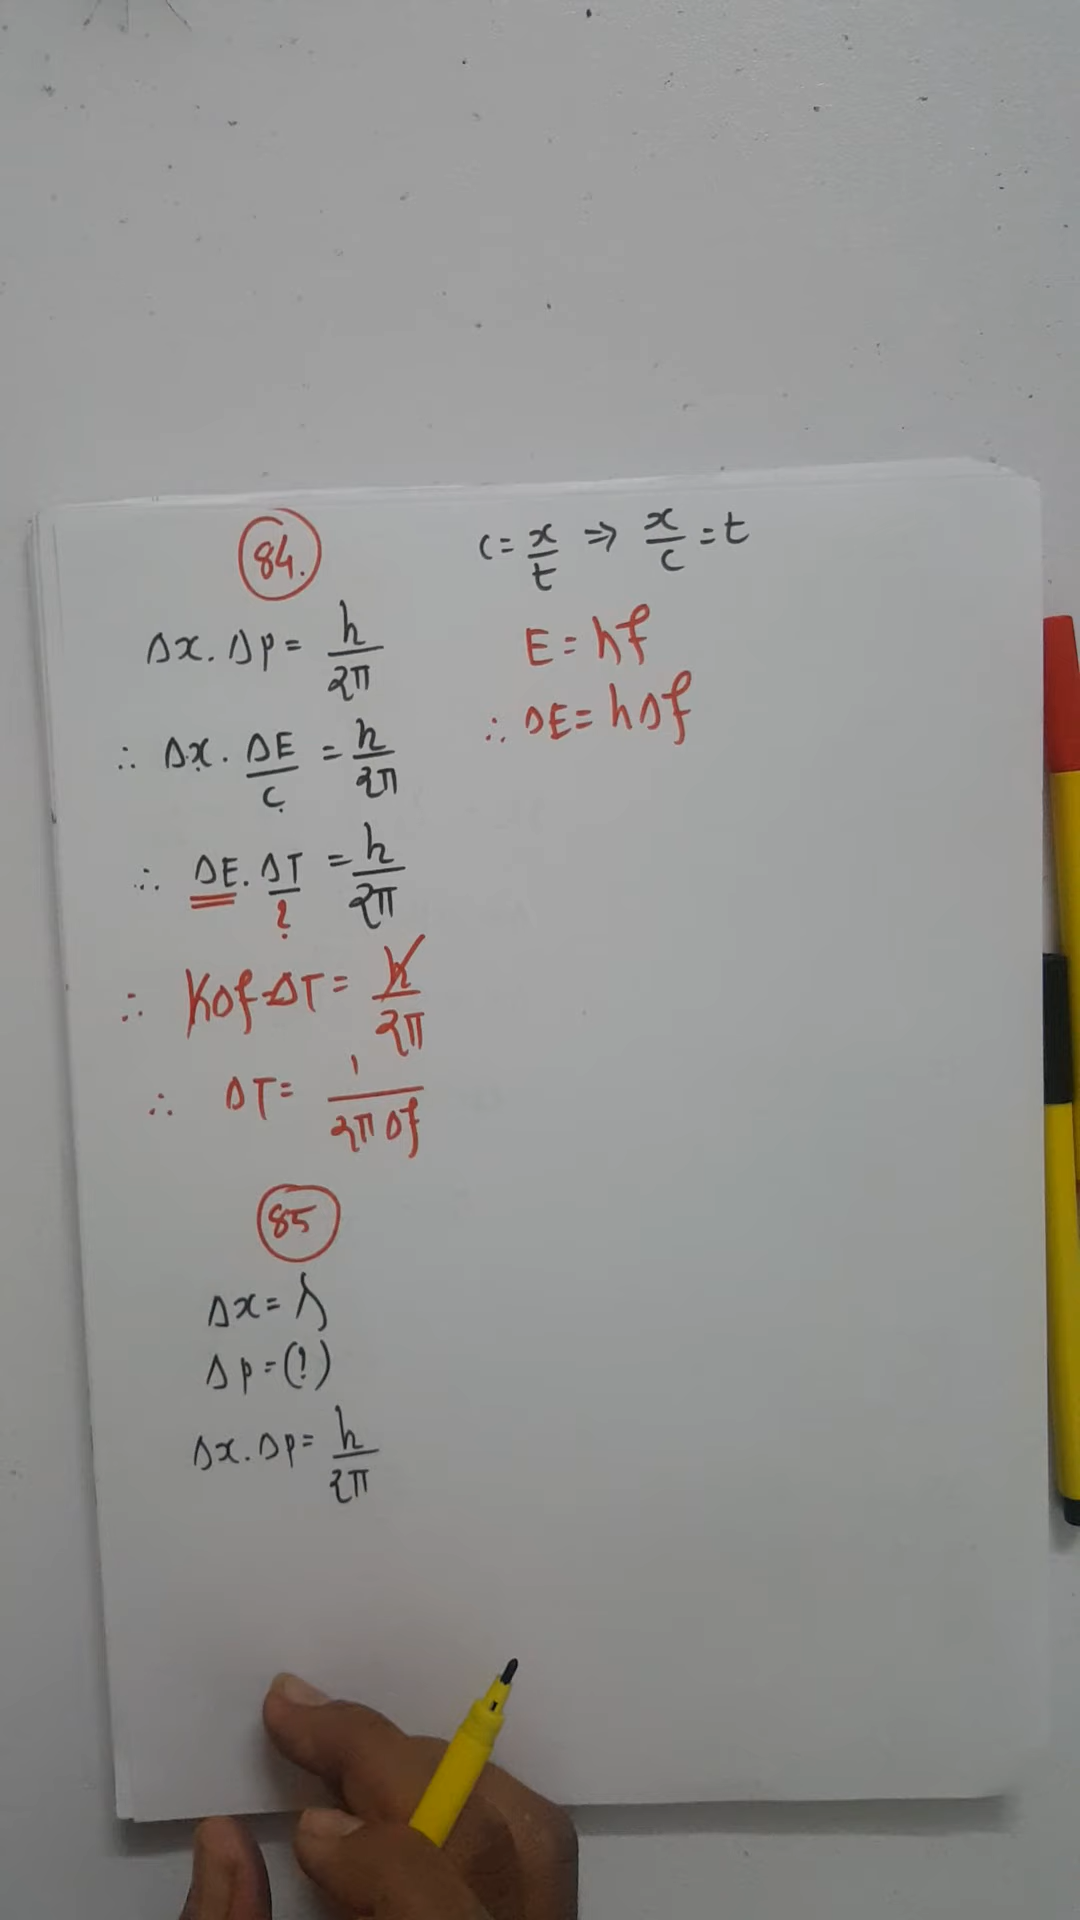 84.
Δx. Δp = h/2π
∴ Δx. ΔE/c = h/2π
∴ ΔE. ΔT = h/2π
?
∴ hΔf·ΔT = h/2π
∴ ΔT = 1/2πΔf
c = x/t ⇒ x/c = t
E = hf
∴ ΔE = hΔf
85
Δx = λ
Δp = (?)
Δx. Δp = h/2π